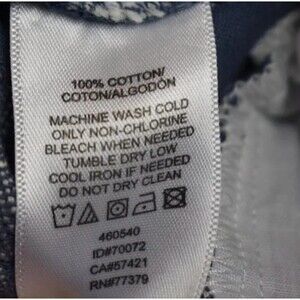 100% COTTON/
COTON/ALGODÓN
MACHINE WASH COLD
ONLY NON-CHLORINE
BLEACH WHEN NEEDED
TUMBLE DRY LOW
COOL IRON IF NEEDED
DO NOT DRY CLEAN
460540
ID#70072
CA#57421
RN#77379